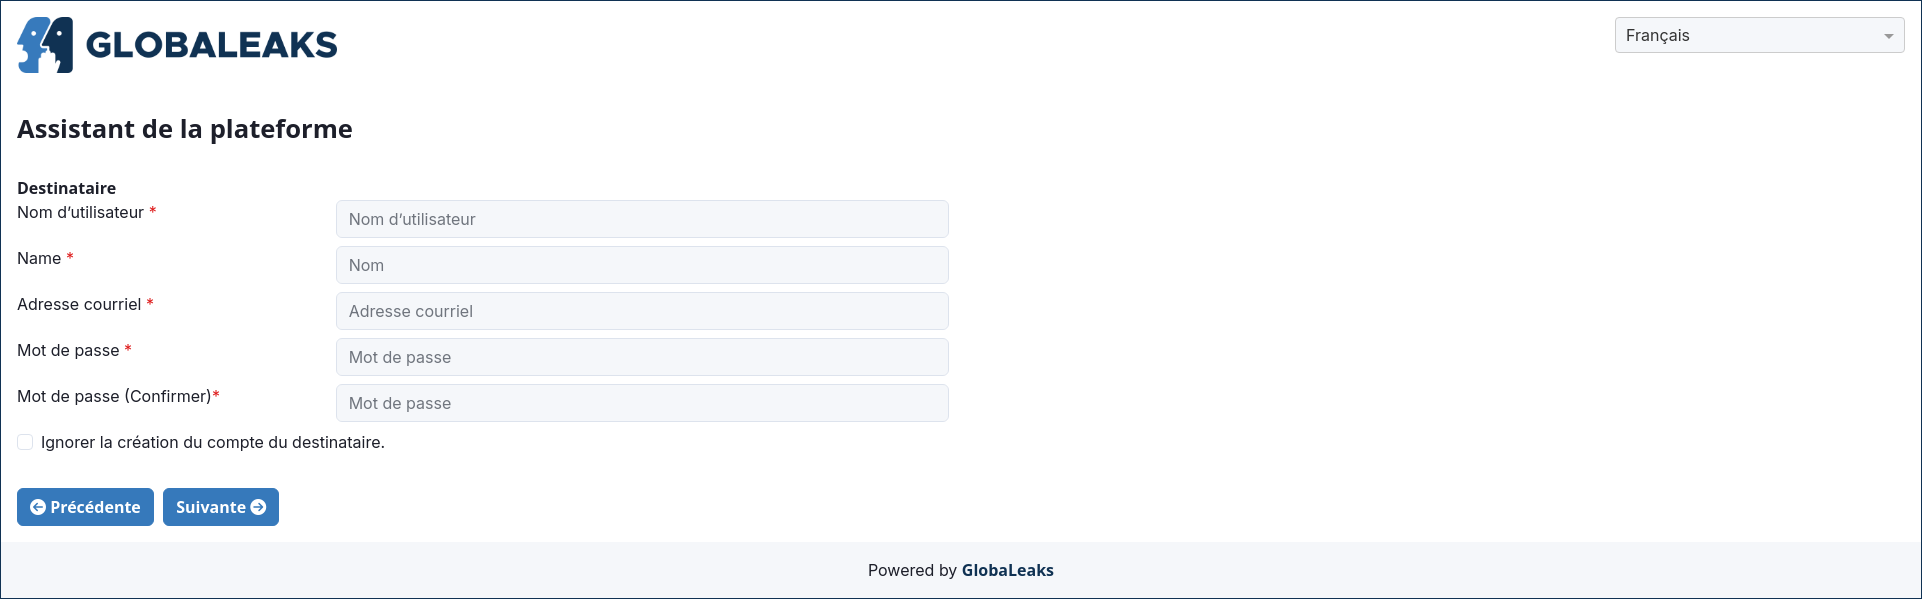 GLOBALEAKS
Français
Assistant de la plateforme
Destinataire
Nom d’utilisateur *
Nom d’utilisateur
Name *
Nom
Adresse courriel *
Adresse courriel
Mot de passe *
Mot de passe
Mot de passe (Confirmer)*
Mot de passe
Ignorer la création du compte du destinataire.
Précédente
Suivante
Powered by GlobaLeaks